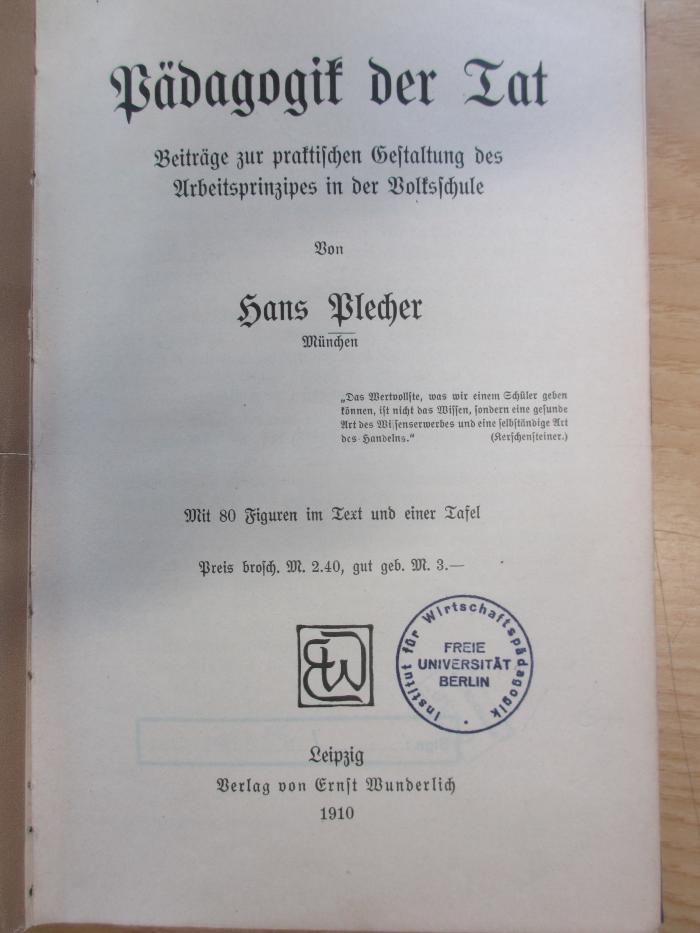 Pädagogik der Tat
Beiträge zur praktischen Gestaltung des
Arbeitsprinzipes in der Volksschule
Von
Hans Plecher
München
„Das Wertvollste, was wir einem Schüler geben
können, ist nicht das Wissen, sondern eine gesunde
Art des Wissenserwerbes und eine selbständige Art
des Handelns.“ (Kerschensteiner.)
Mit 80 Figuren im Text und einer Tafel
Preis brosch. M. 2.40, gut geb. M. 3.—
EW
Institut für Wirtschaftspädagogik
FREIE
UNIVERSITÄT
BERLIN
Leipzig
Verlag von Ernst Wunderlich
1910